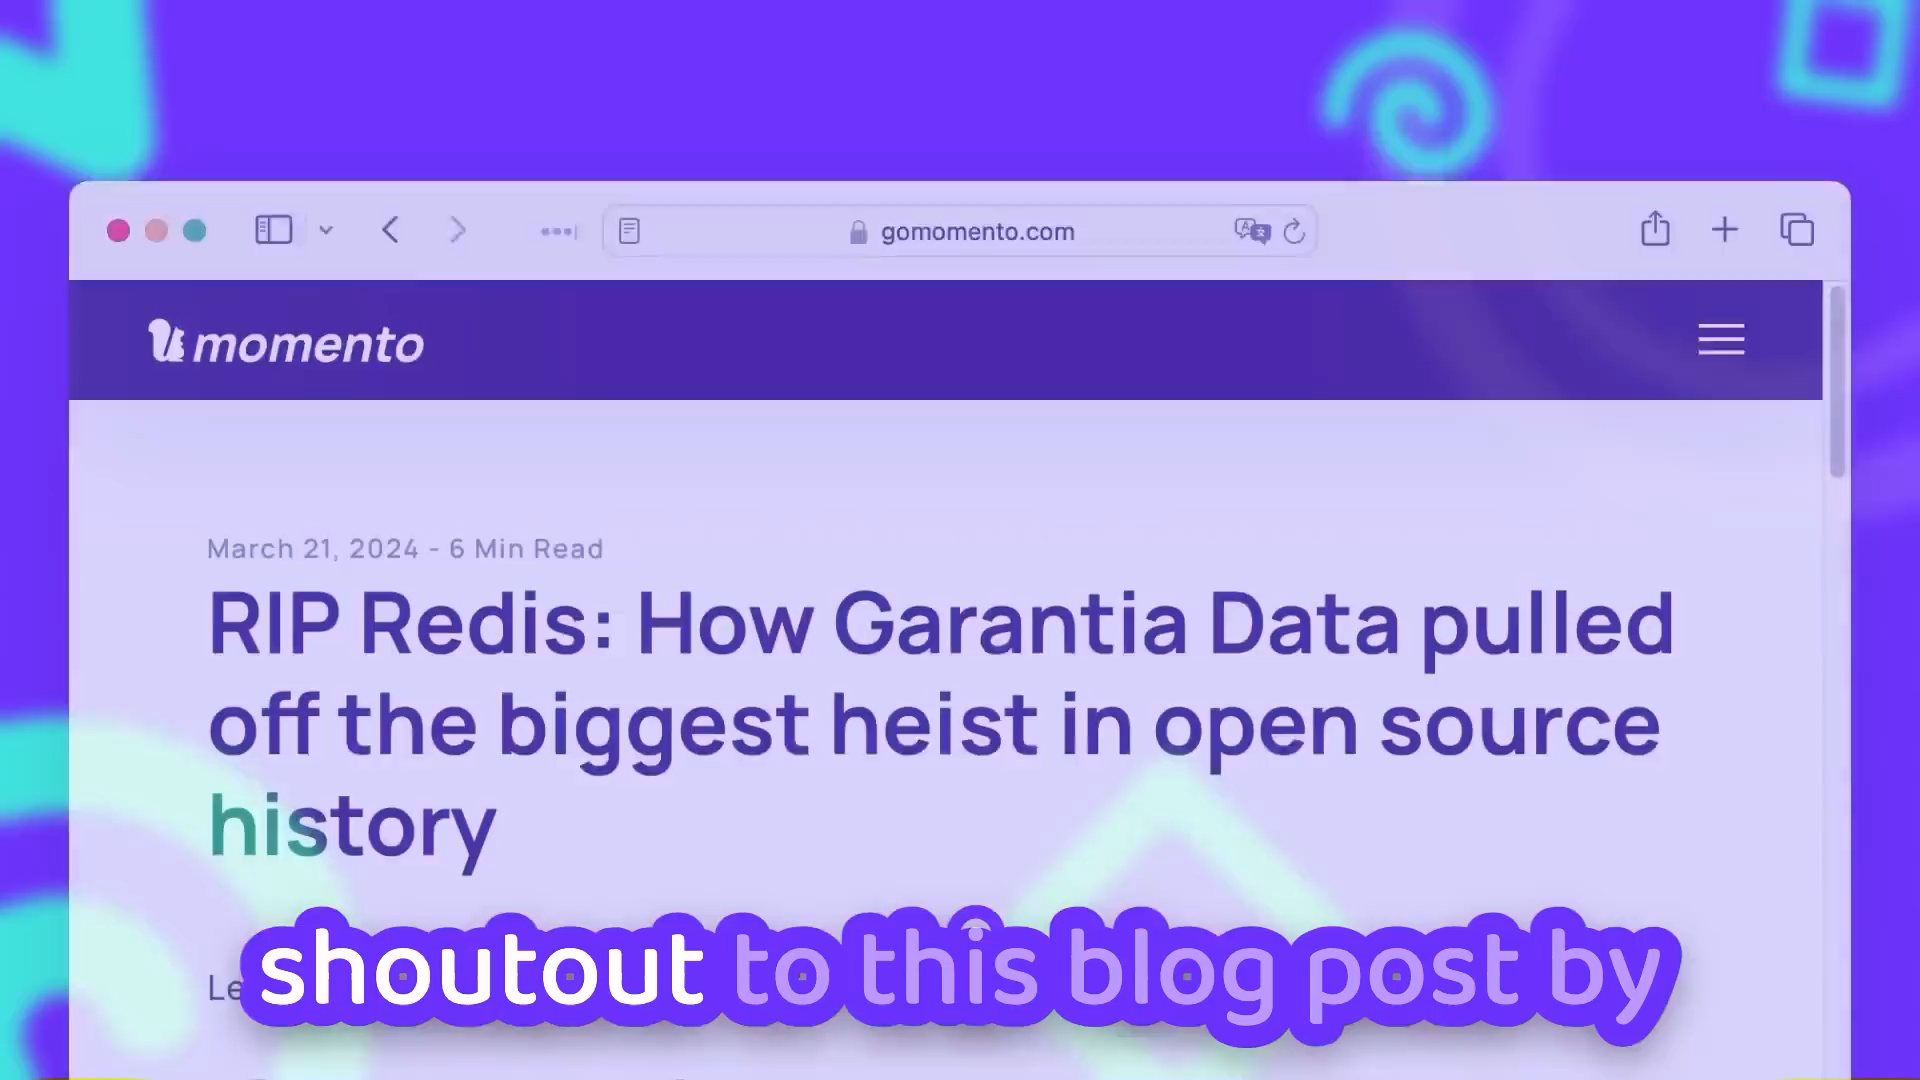 gomomento.com
momento
March 21, 2024 - 6 Min Read
RIP Redis: How Garantia Data pulled
off the biggest heist in open source
history
shoutout to this blog post by